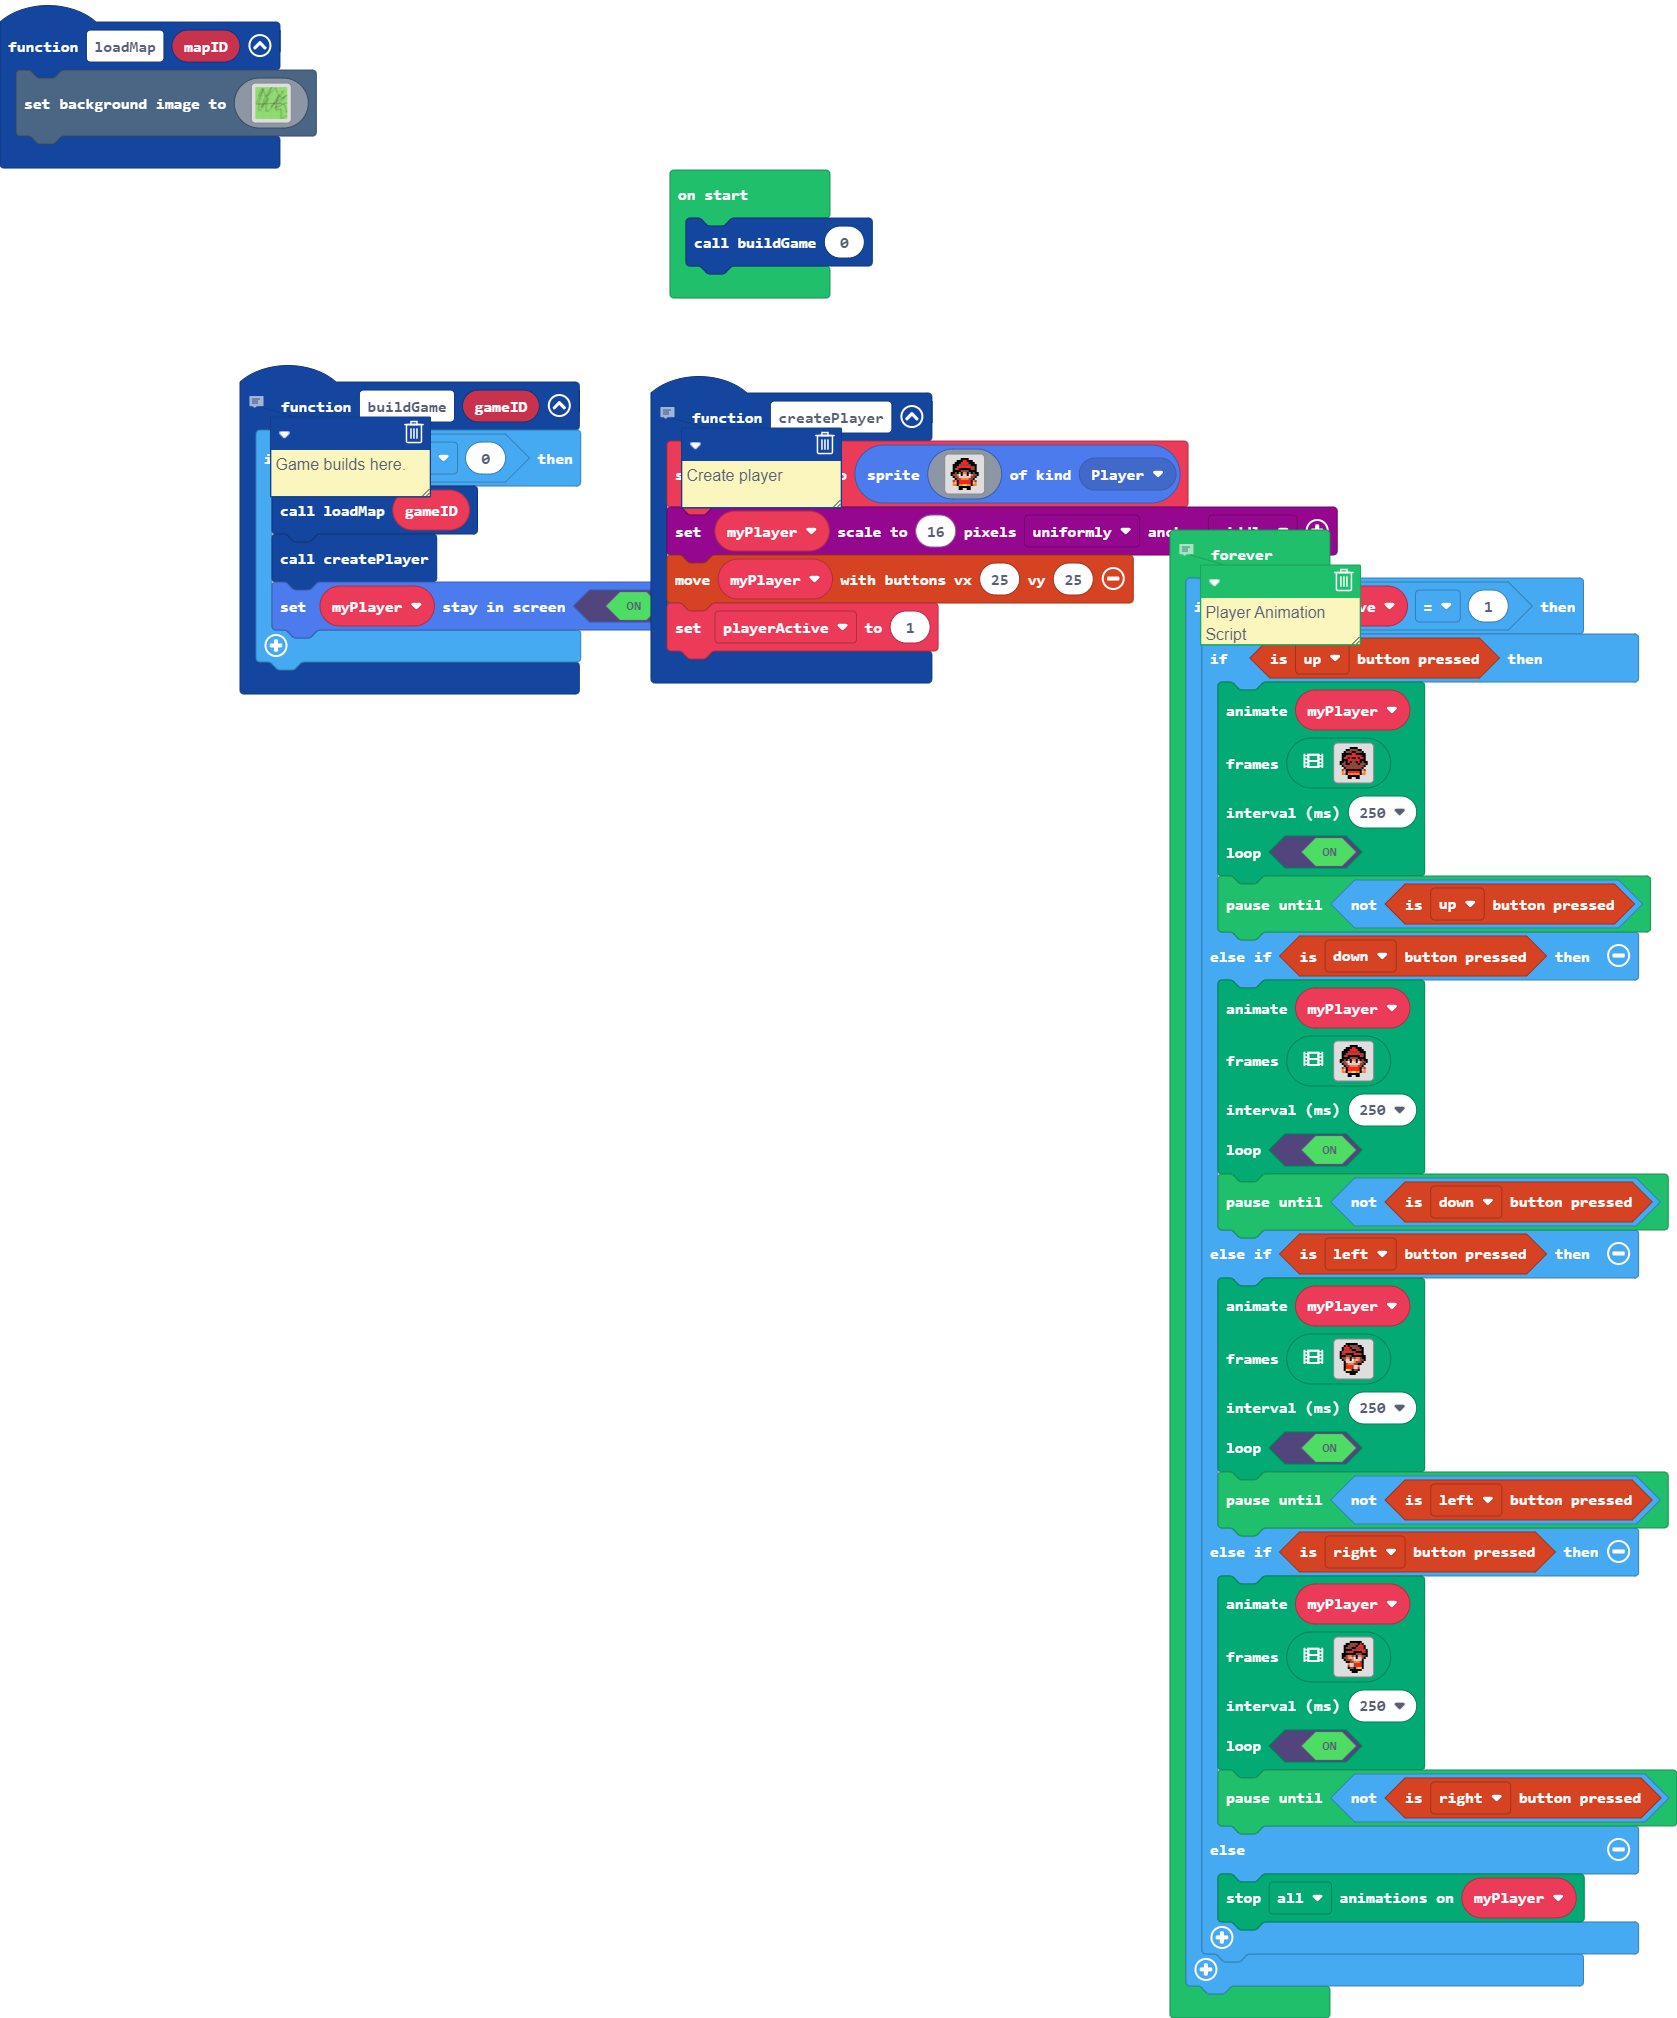 function loadMap mapID
set background image to
on start
call buildGame 0
function buildGame gameID
Game builds here.
0 then
call loadMap gameID
call createPlayer
set myPlayer stay in screen ON
function createPlayer
Create player
sprite of kind Player
set myPlayer scale to 16 pixels uniformly
move myPlayer with buttons vx 25 vy 25
set playerActive to 1
forever
Player Animation
Script
= 1 then
if is up button pressed then
animate myPlayer
frames
interval (ms) 250
loop ON
pause until not is up button pressed
else if is down button pressed then
animate myPlayer
frames
interval (ms) 250
loop ON
pause until not is down button pressed
else if is left button pressed then
animate myPlayer
frames
interval (ms) 250
loop ON
pause until not is left button pressed
else if is right button pressed then
animate myPlayer
frames
interval (ms) 250
loop ON
pause until not is right button pressed
else
stop all animations on myPlayer